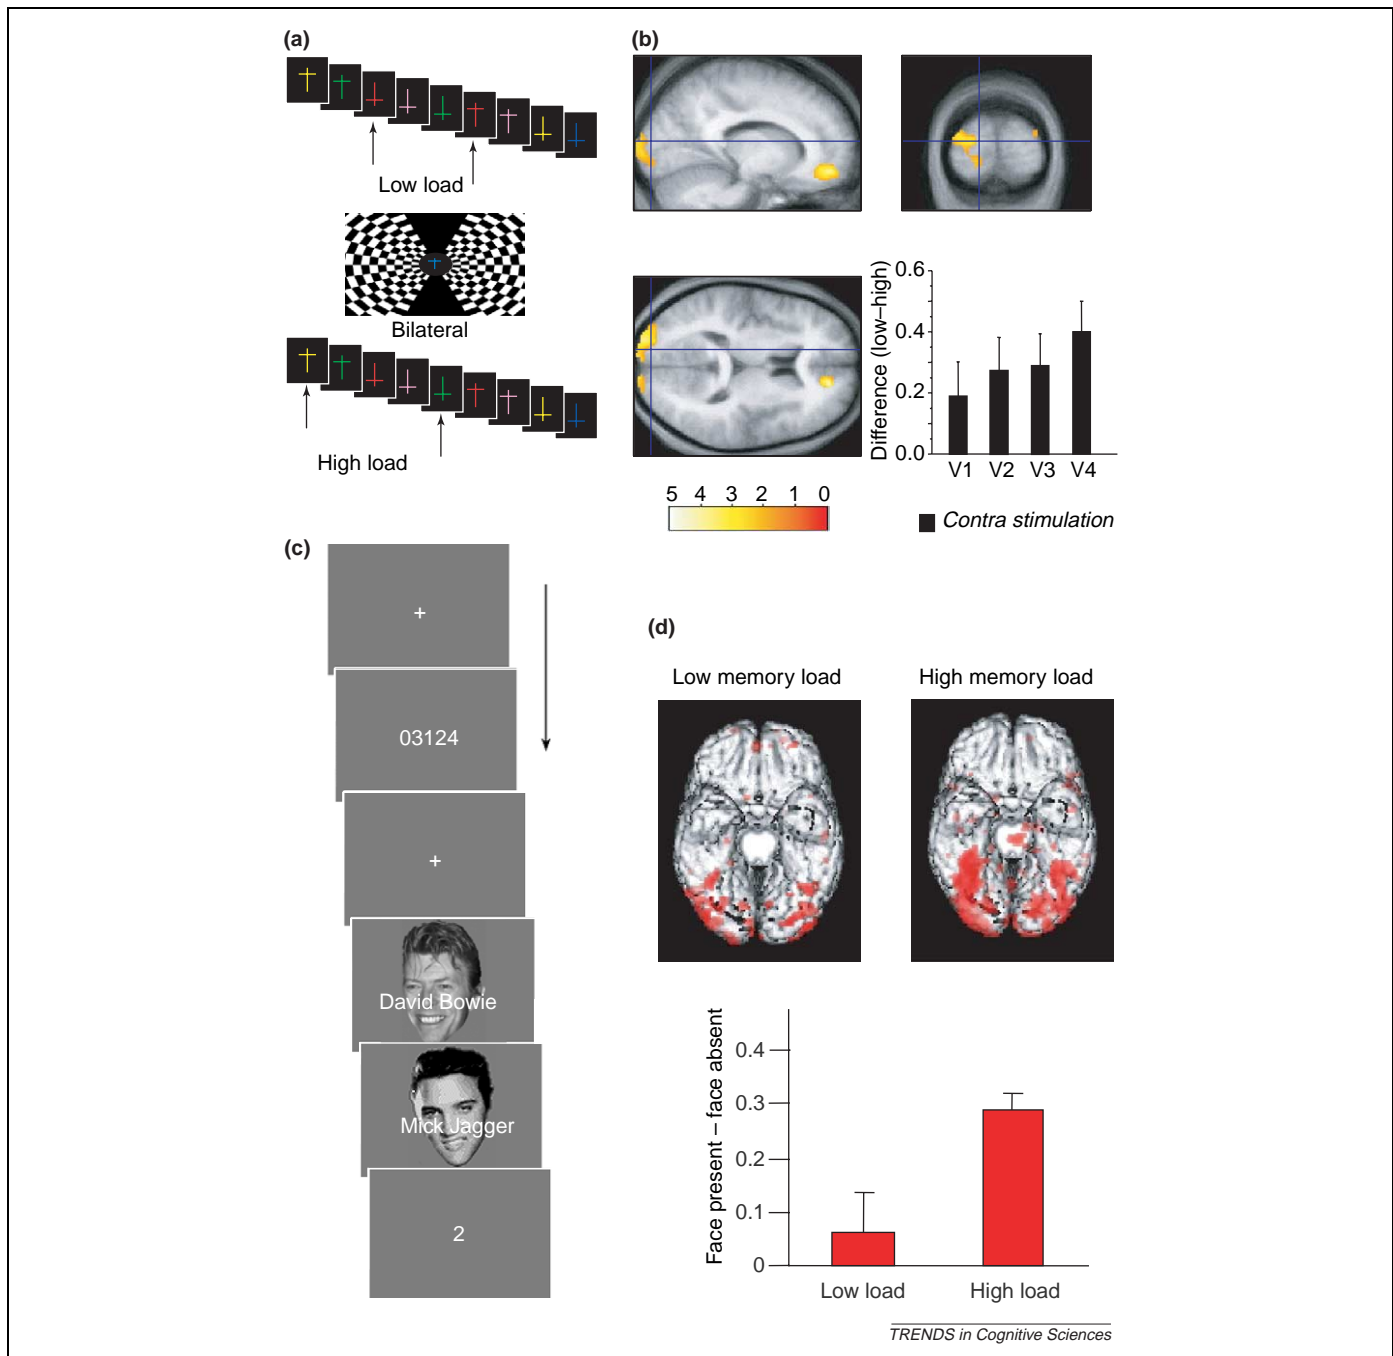 (a)
Low load
Bilateral
High load
(b)
Difference (low–high)
0.6
0.4
0.2
0.0
V1 V2 V3 V4
5 4 3 2 1 0
Contra stimulation
(c)
+
03124
+
David Bowie
Mick Jagger
2
(d)
Low memory load
High memory load
Face present – face absent
0.4
0.3
0.2
0.1
0
Low load
High load
TRENDS in Cognitive Sciences